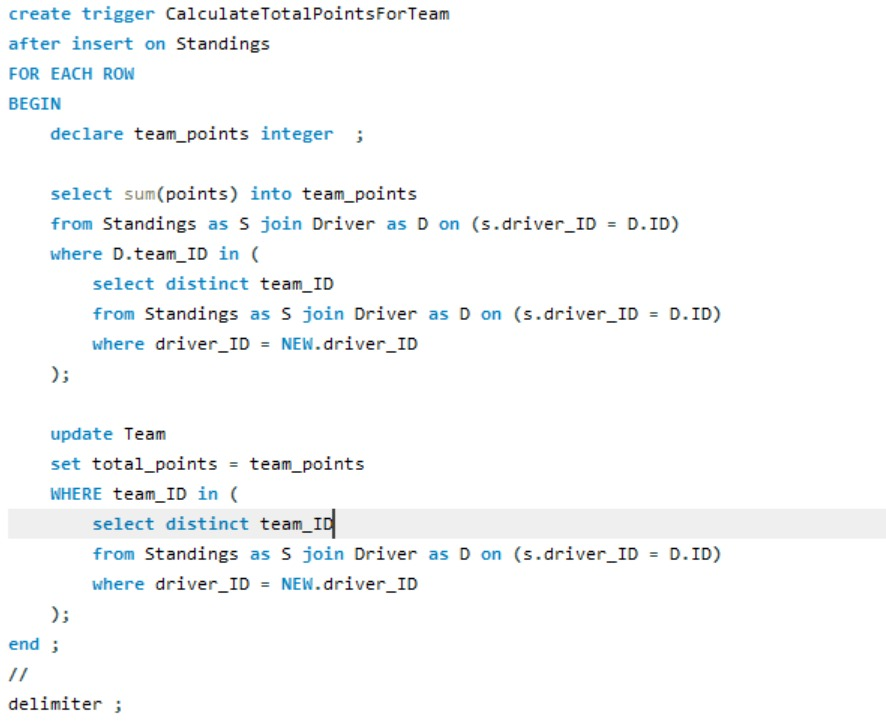 create trigger CalculateTotalPointsForTeam
after insert on Standings
FOR EACH ROW
BEGIN
declare team_points integer  ;
select sum(points) into team_points
from Standings as S join Driver as D on (s.driver_ID = D.ID)
where D.team_ID in (
select distinct team_ID
from Standings as S join Driver as D on (s.driver_ID = D.ID)
where driver_ID = NEW.driver_ID
);
update Team
set total_points = team_points
WHERE team_ID in (
select distinct team_ID
from Standings as S join Driver as D on (s.driver_ID = D.ID)
where driver_ID = NEW.driver_ID
);
end ;
//
delimiter ;